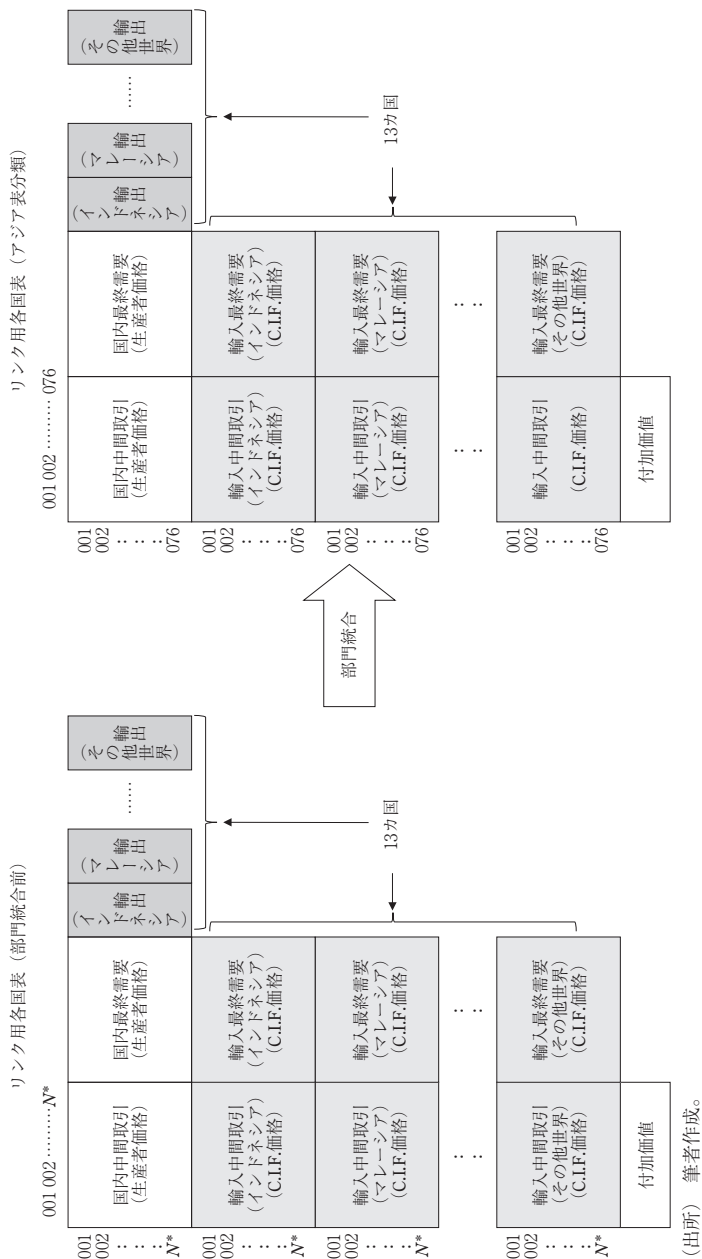 リンク用各国表（部門統合前）
001 002 ………N*
001
002
：
：
：
N*
国内中間取引
（生産者価格）
国内最終需要
（生産者価格）
輸出
（インドネシア）
輸出
（マレーシア）
……
輸出
（その他世界）
001
002
：
：
：
N*
輸入中間取引
（インドネシア）
（C.I.F.価格）
輸入最終需要
（インドネシア）
（C.I.F.価格）
001
002
：
：
：
N*
輸入中間取引
（マレーシア）
（C.I.F.価格）
輸入最終需要
（マレーシア）
（C.I.F.価格）
13カ国
：：
：：
001
002
：
：
：
N*
輸入中間取引
（その他世界）
（C.I.F.価格）
輸入最終需要
（その他世界）
（C.I.F.価格）
付加価値
部門統合
リンク用各国表（アジア表分類）
001 002 ……… 076
001
002
：
：
：
076
国内中間取引
（生産者価格）
国内最終需要
（生産者価格）
輸出
（インドネシア）
輸出
（マレーシア）
……
輸出
（その他世界）
001
002
：
：
：
076
輸入中間取引
（インドネシア）
（C.I.F.価格）
輸入最終需要
（インドネシア）
（C.I.F.価格）
001
002
：
：
：
076
輸入中間取引
（マレーシア）
（C.I.F.価格）
輸入最終需要
（マレーシア）
（C.I.F.価格）
13カ国
：：
：：
001
002
：
：
：
076
輸入中間取引
（C.I.F.価格）
輸入最終需要
（その他世界）
（C.I.F.価格）
付加価値
（出所） 筆者作成。